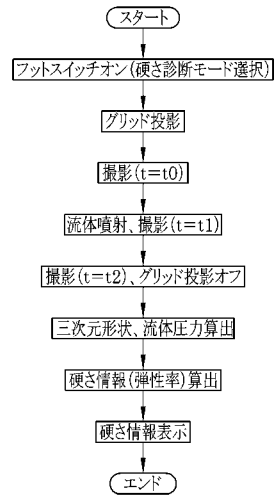 スタート
フットスイッチオン(硬さ診断モード選択)
グリッド投影
撮影(t=t0)
流体噴射、撮影(t=t1)
撮影(t=t2)、グリッド投影オフ
三次元形状、流体圧力算出
硬さ情報(弾性率)算出
硬さ情報表示
エンド